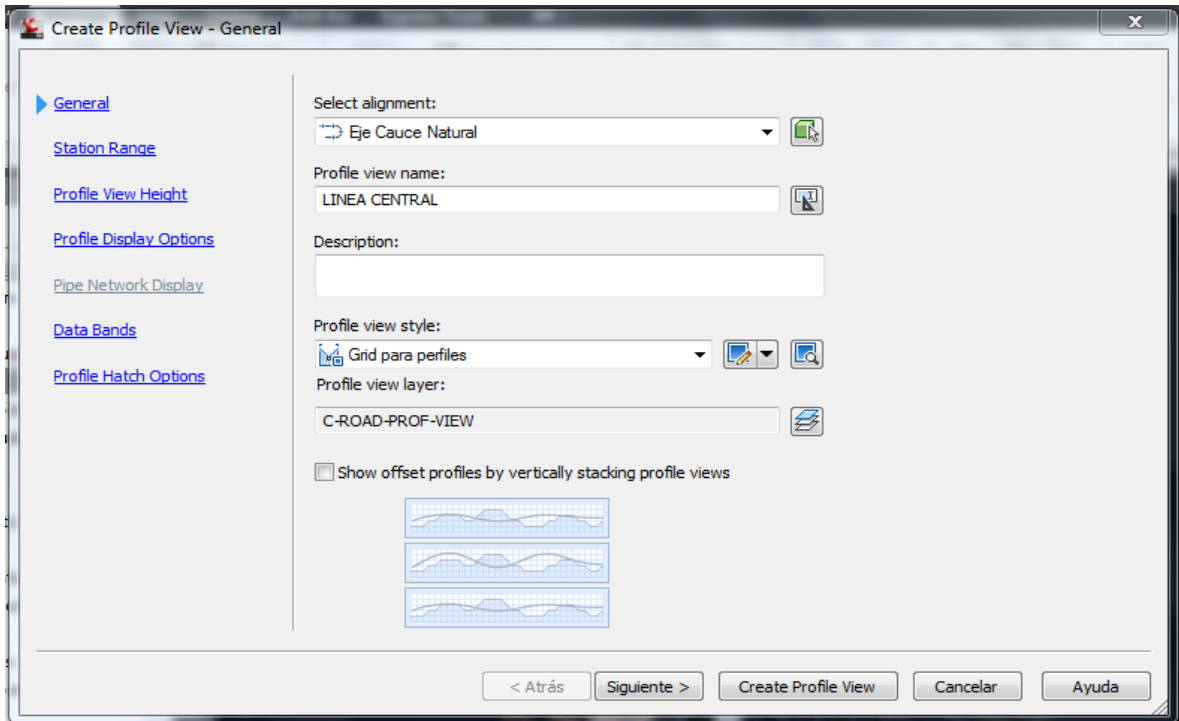 Create Profile View - General
General
Station Range
Profile View Height
Profile Display Options
Pipe Network Display
Data Bands
Profile Hatch Options
Select alignment:
Eje Cauce Natural
Profile view name:
LINEA CENTRAL
Description:
Profile view style:
Grid para perfiles
Profile view layer:
C-ROAD-PROF-VIEW
Show offset profiles by vertically stacking profile views
< Atrás
Siguiente >
Create Profile View
Cancelar
Ayuda